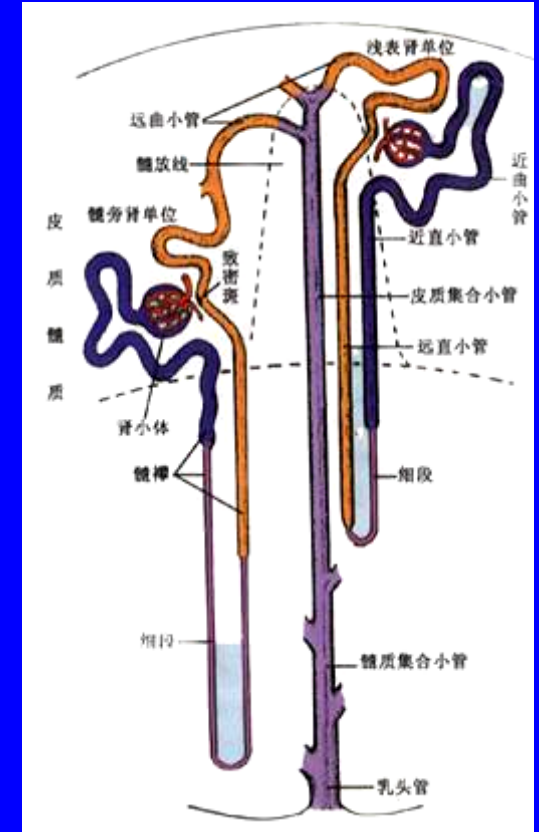 浅表肾单位
远曲小管
髓放线
近曲小管
髓旁肾单位
皮质
髓质
致密斑
近直小管
皮质集合小管
远直小管
肾小体
髓襻
细段
髓质集合小管
乳头管